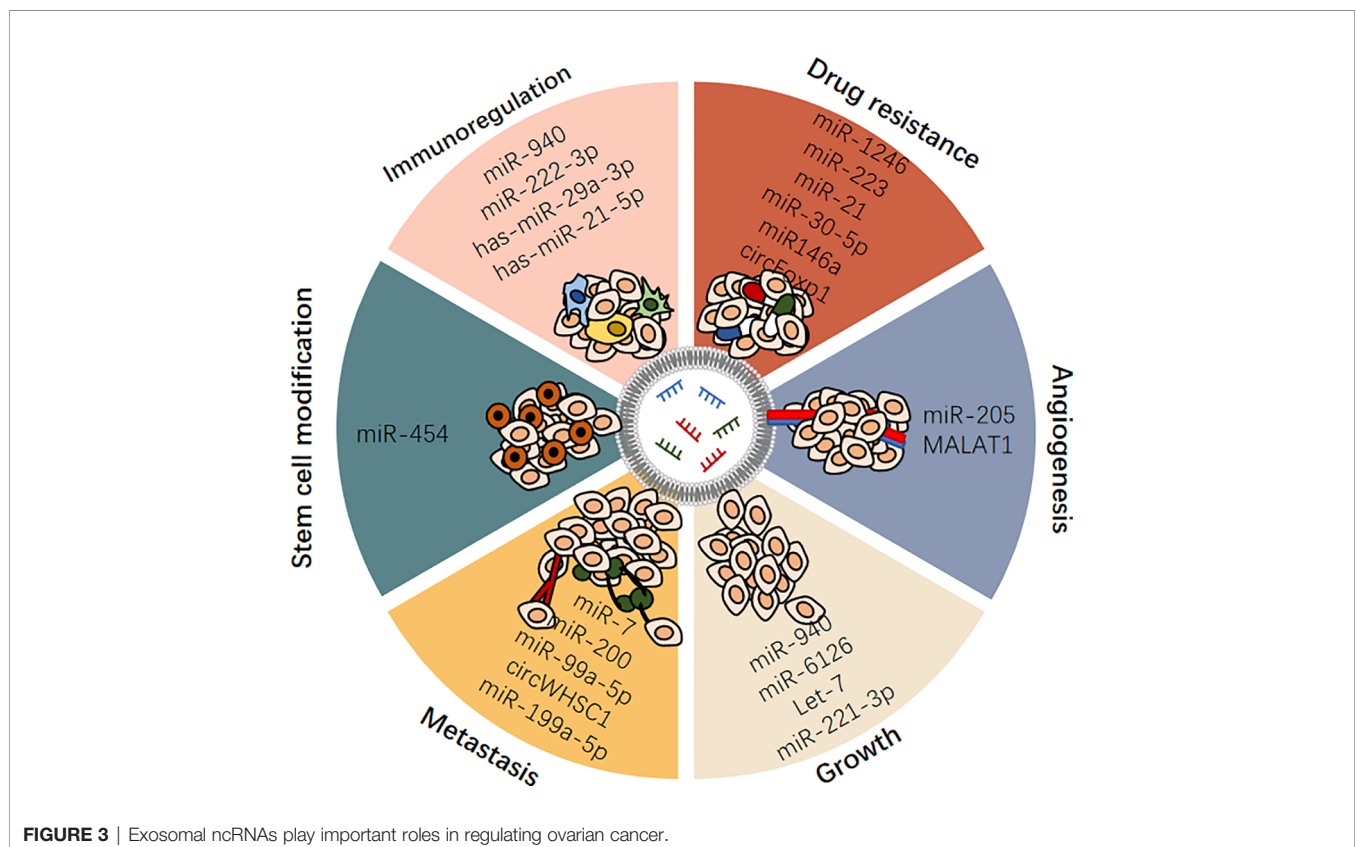 Immunoregulation
miR-940
miR-222-3p
has-miR-29a-3p
has-miR-21-5p
Drug resistance
miR-1246
miR-223
miR-21
miR-30-5p
miR146a
circFoxp1
Angiogenesis
miR-205
MALAT1
Growth
miR-940
miR-6126
Let-7
miR-221-3p
Metastasis
miR-7
miR-200
miR-99a-5p
circWHSC1
miR-199a-5p
Stem cell modification
miR-454
FIGURE 3 | Exosomal ncRNAs play important roles in regulating ovarian cancer.